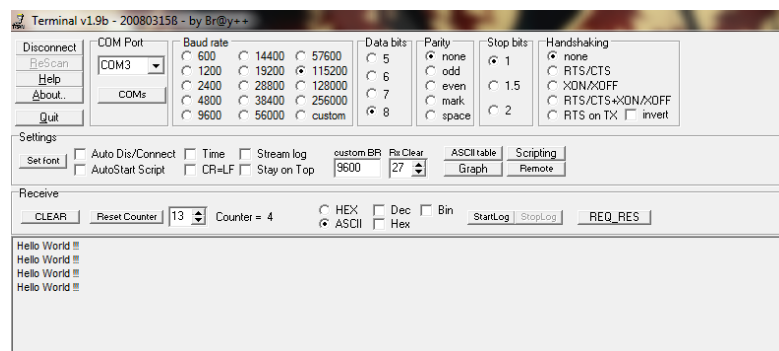 Terminal v1.9b - 20080315ß - by Br@y++
Disconnect
ReScan
Help
About..
Quit
COM Port
COM3
COMs
Baud rate
600 14400 57600
1200 19200 115200
2400 28800 128000
4800 38400 256000
9600 56000 custom
Data bits
5
6
7
8
Parity
none
odd
even
mark
space
Stop bits
1
1.5
2
Handshaking
none
RTS/CTS
XON/XOFF
RTS/CTS+XON/XOFF
RTS on TX invert
Settings
Set font
Auto Dis/Connect Time Stream log
AutoStart Script CR=LF Stay on Top
custom BR Rx Clear
9600 27
ASCII table Scripting
Graph Remote
Receive
CLEAR Reset Counter 13 Counter = 4
HEX Dec Bin
ASCII Hex
StartLog StopLog REQ_RES
Hello World
Hello World
Hello World
Hello World